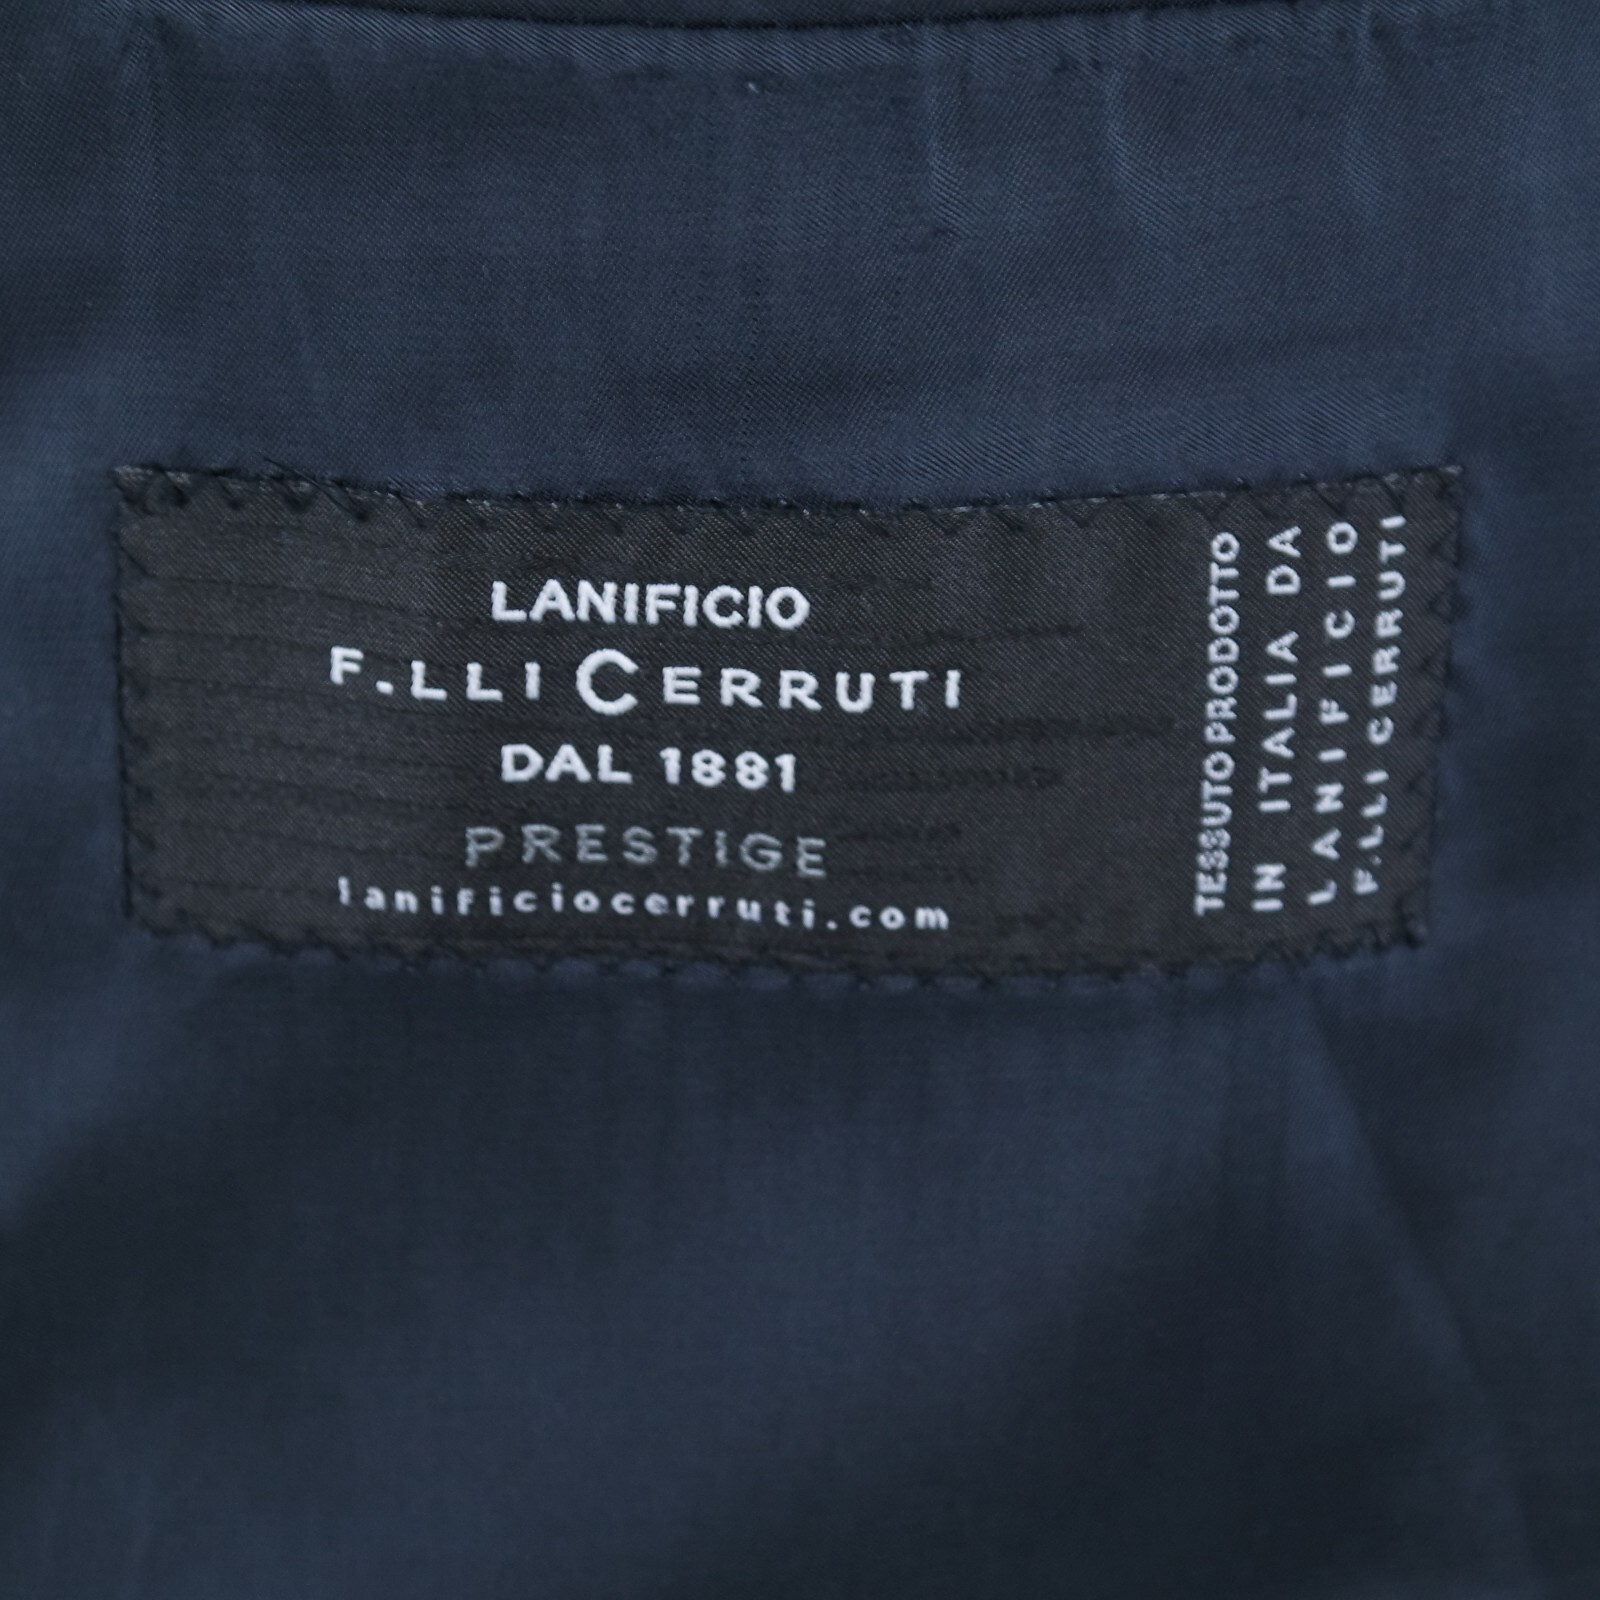 LANIFICIO
F.LLI CERRUTI
DAL 1881
PRESTIGE
lanificiocerruti.com
TESSUTO PRODOTTO
IN ITALIA DA
LANIFICIO
F.LLI CERRUTI